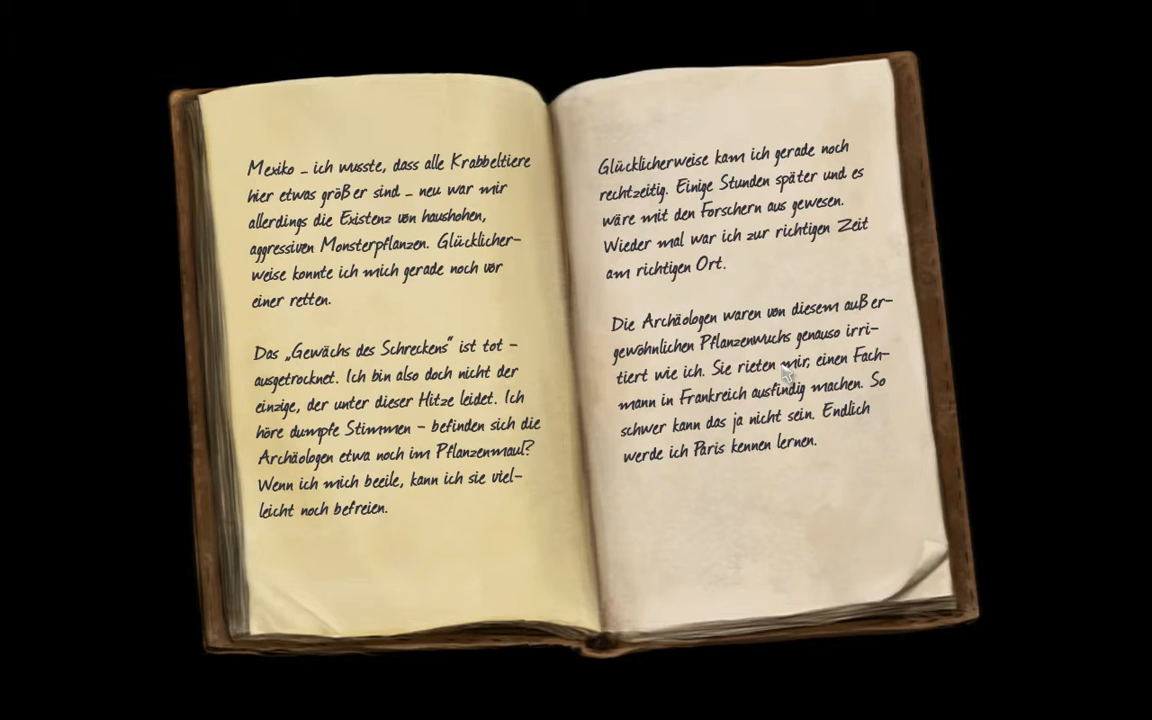 Mexiko – ich wusste, dass alle Krabbeltiere
hier etwas größer sind – neu war mir
allerdings die Existenz von haushohen,
aggressiven Monsterpflanzen. Glücklicher-
weise konnte ich mich gerade noch vor
einer retten.
Das „Gewächs des Schreckens“ ist tot -
ausgetrocknet. Ich bin also doch nicht der
einzige, der unter dieser Hitze leidet. Ich
höre dumpfe Stimmen - befinden sich die
Archäologen etwa noch im Pflanzenmaul?
Wenn ich mich beeile, kann ich sie viel-
leicht noch befreien.
Glücklicherweise kam ich gerade noch
rechtzeitig. Einige Stunden später und es
wäre mit den Forschern aus gewesen.
Wieder mal war ich zur richtigen Zeit
am richtigen Ort.
Die Archäologen waren von diesem außer-
gewöhnlichen Pflanzenwuchs genauso irri-
tiert wie ich. Sie rieten mir, einen Fach-
mann in Frankreich ausfindig machen. So
schwer kann das ja nicht sein. Endlich
werde ich Paris kennen lernen.